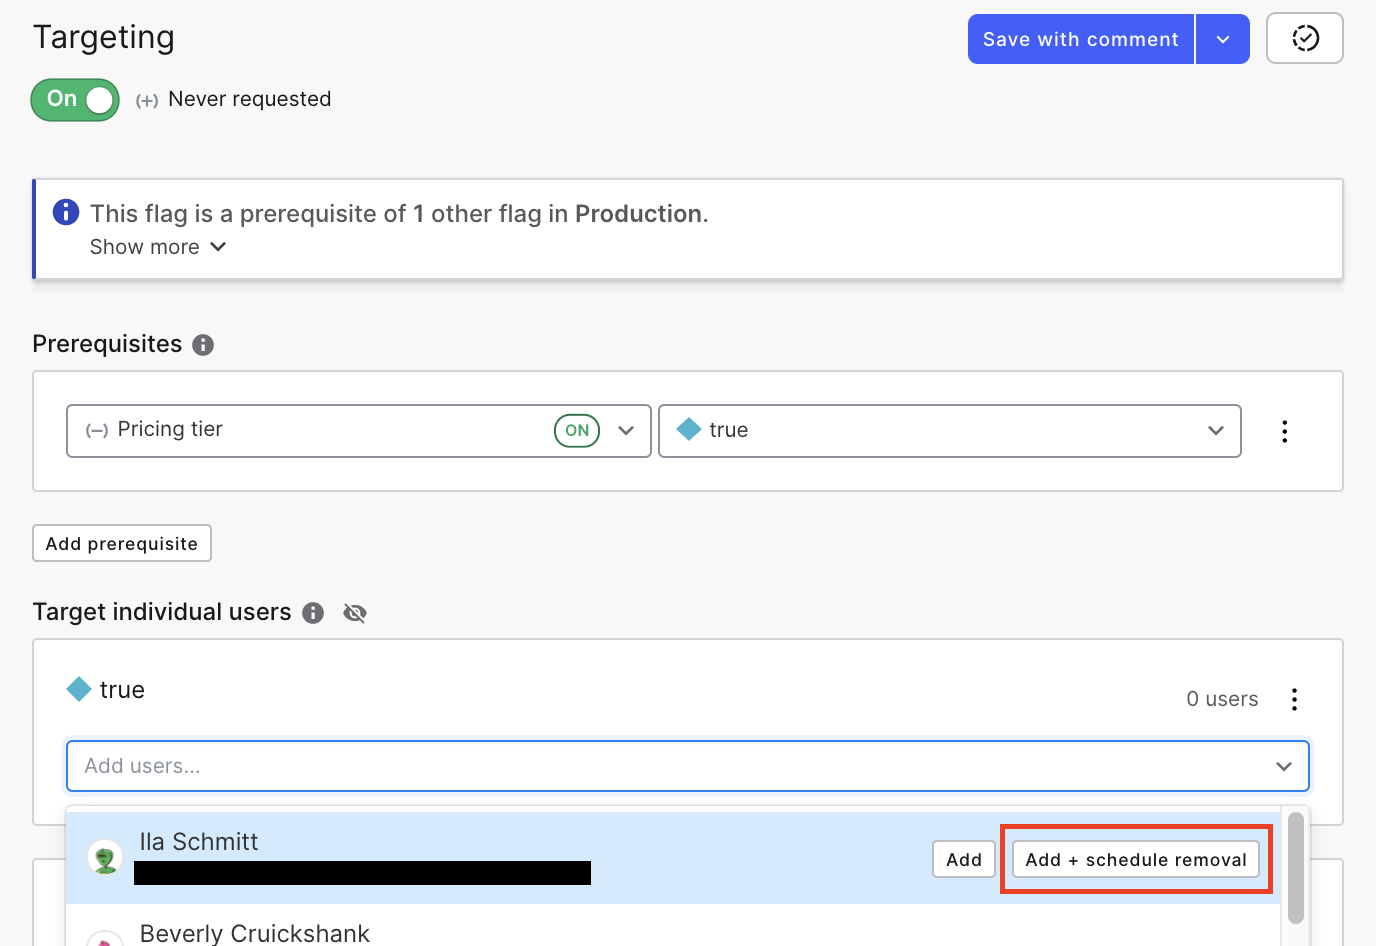 Targeting
Save with comment
On
Never requested
This flag is a prerequisite of 1 other flag in Production.
Show more
Prerequisites
Pricing tier
ON
true
Add prerequisite
Target individual users
true
0 users
Add users...
Ila Schmitt
Add
Add + schedule removal
Beverly Cruickshank